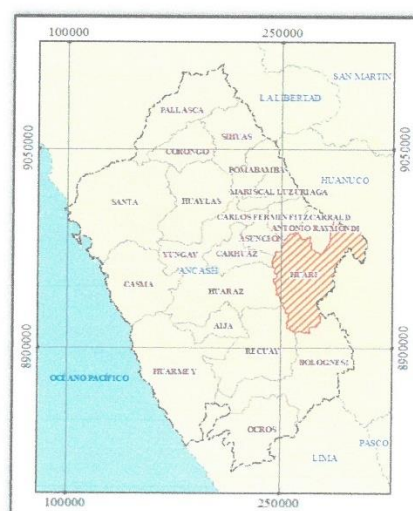 100000 250000
SAN MARTIN
LA LIBERTAD
PALLASCA
SIHUAS
CORONGO
9050000 9050000
POMABAMBA
HUANUCO
MARISCAL LUZURIAGA
SANTA
HUAYLAS
CARLOS FERMIN FITZCARRALD
ANTONIO RAYMONDI
ASUNCION
YUNGAY
CARHUAZ
ANCASH
HUARI
CASMA
HUARAZ
AIJA
8900000 8900000
RECUAY
BOLOGNESI
OCEANO PACÍFICO
HUARMEY
OCROS
PASCO
LIMA
100000 250000